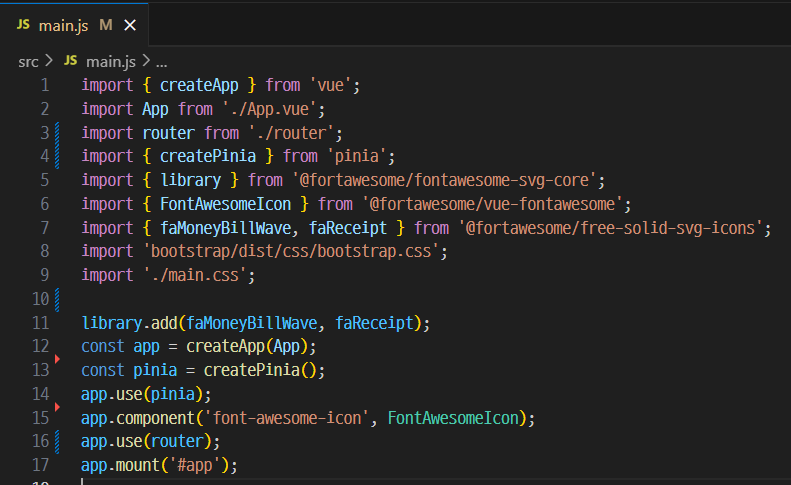 JS main.js M ×
src > JS main.js > ...
1 import { createApp } from 'vue';
2 import App from './App.vue';
3 import router from './router';
4 import { createPinia } from 'pinia';
5 import { library } from '@fortawesome/fontawesome-svg-core';
6 import { FontAwesomeIcon } from '@fortawesome/vue-fontawesome';
7 import { faMoneyBillWave, faReceipt } from '@fortawesome/free-solid-svg-icons';
8 import 'bootstrap/dist/css/bootstrap.css';
9 import './main.css';
10
11 library.add(faMoneyBillWave, faReceipt);
12 const app = createApp(App);
13 const pinia = createPinia();
14 app.use(pinia);
15 app.component('font-awesome-icon', FontAwesomeIcon);
16 app.use(router);
17 app.mount('#app');